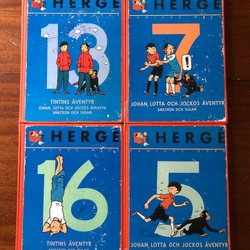 HERGÉ
13
TINTINS ÄVENTYR
JOHAN, LOTTA OCH JOCKOS ÄVENTYR
SMECKEN OCH SULAN
HERGÉ
7
JOHAN, LOTTA OCH JOCKOS ÄVENTYR
SMECKEN OCH SULAN
HERGÉ
16
TINTINS ÄVENTYR
HERGÉ
5
JOHAN, LOTTA OCH JOCKOS ÄVENTYR